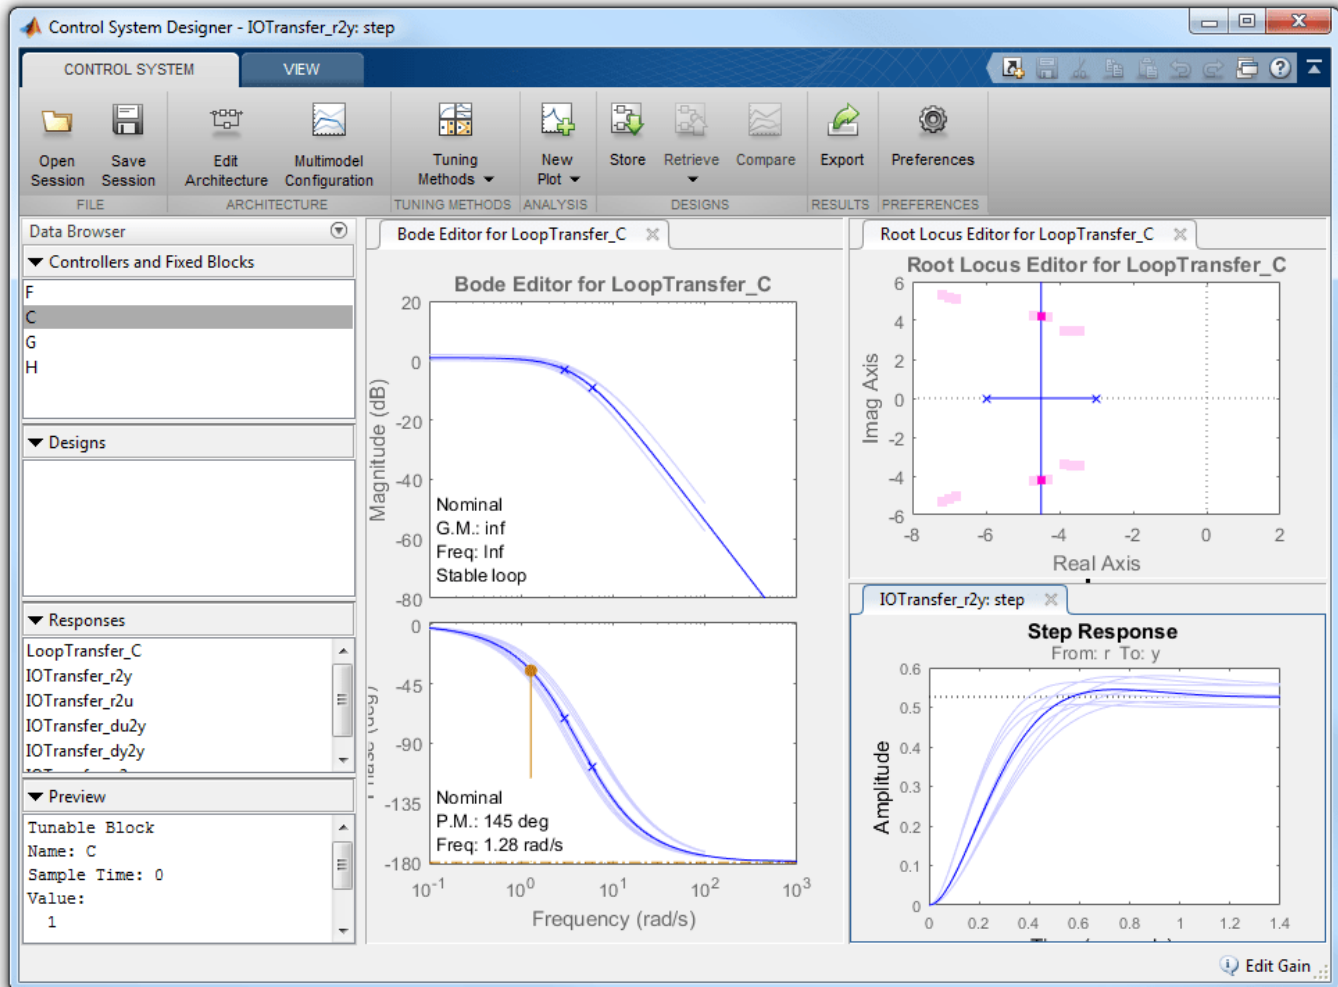 Control System Designer - IOTransfer_r2y: step
CONTROL SYSTEM
VIEW
Open Session
Save Session
Edit Architecture
Multimodel Configuration
Tuning Methods
New Plot
Store
Retrieve
Compare
Export
Preferences
FILE
ARCHITECTURE
TUNING METHODS
ANALYSIS
DESIGNS
RESULTS
PREFERENCES
Data Browser
Controllers and Fixed Blocks
F
C
G
H
Designs
Responses
LoopTransfer_C
IOTransfer_r2y
IOTransfer_r2u
IOTransfer_du2y
IOTransfer_dy2y
Preview
Tunable Block
Name: C
Sample Time: 0
Value:
1
Bode Editor for LoopTransfer_C
Bode Editor for LoopTransfer_C
Magnitude (dB)
20
0
-20
-40
-60
-80
Nominal
G.M.: inf
Freq: Inf
Stable loop
0
-45
-90
-135
-180
Nominal
P.M.: 145 deg
Freq: 1.28 rad/s
10^-1
10^0
10^1
10^2
10^3
Frequency (rad/s)
Root Locus Editor for LoopTransfer_C
Root Locus Editor for LoopTransfer_C
Imag Axis
6
4
2
0
-2
-4
-6
-8
-6
-4
-2
0
2
Real Axis
IOTransfer_r2y: step
Step Response
From: r To: y
Amplitude
0.6
0.5
0.4
0.3
0.2
0.1
0
0
0.2
0.4
0.6
0.8
1
1.2
1.4
Edit Gain